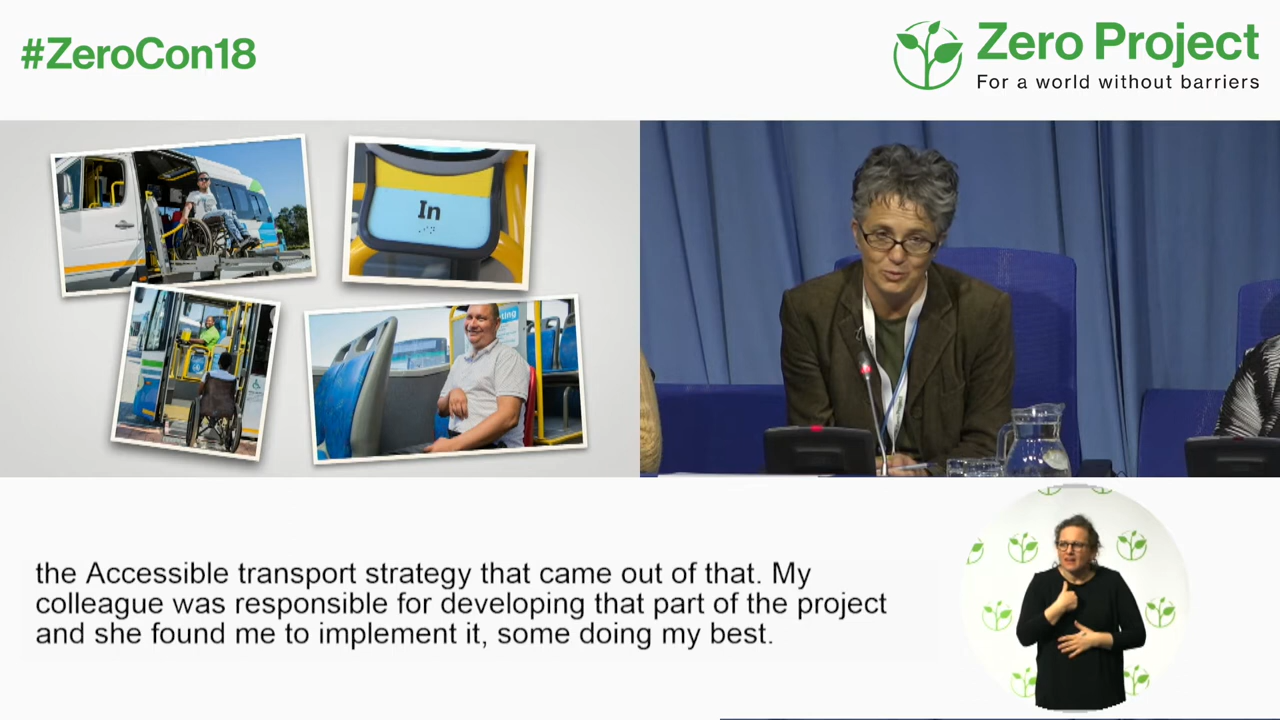 #ZeroCon18
Zero Project
For a world without barriers
In
the Accessible transport strategy that came out of that. My
colleague was responsible for developing that part of the project
and she found me to implement it, some doing my best.